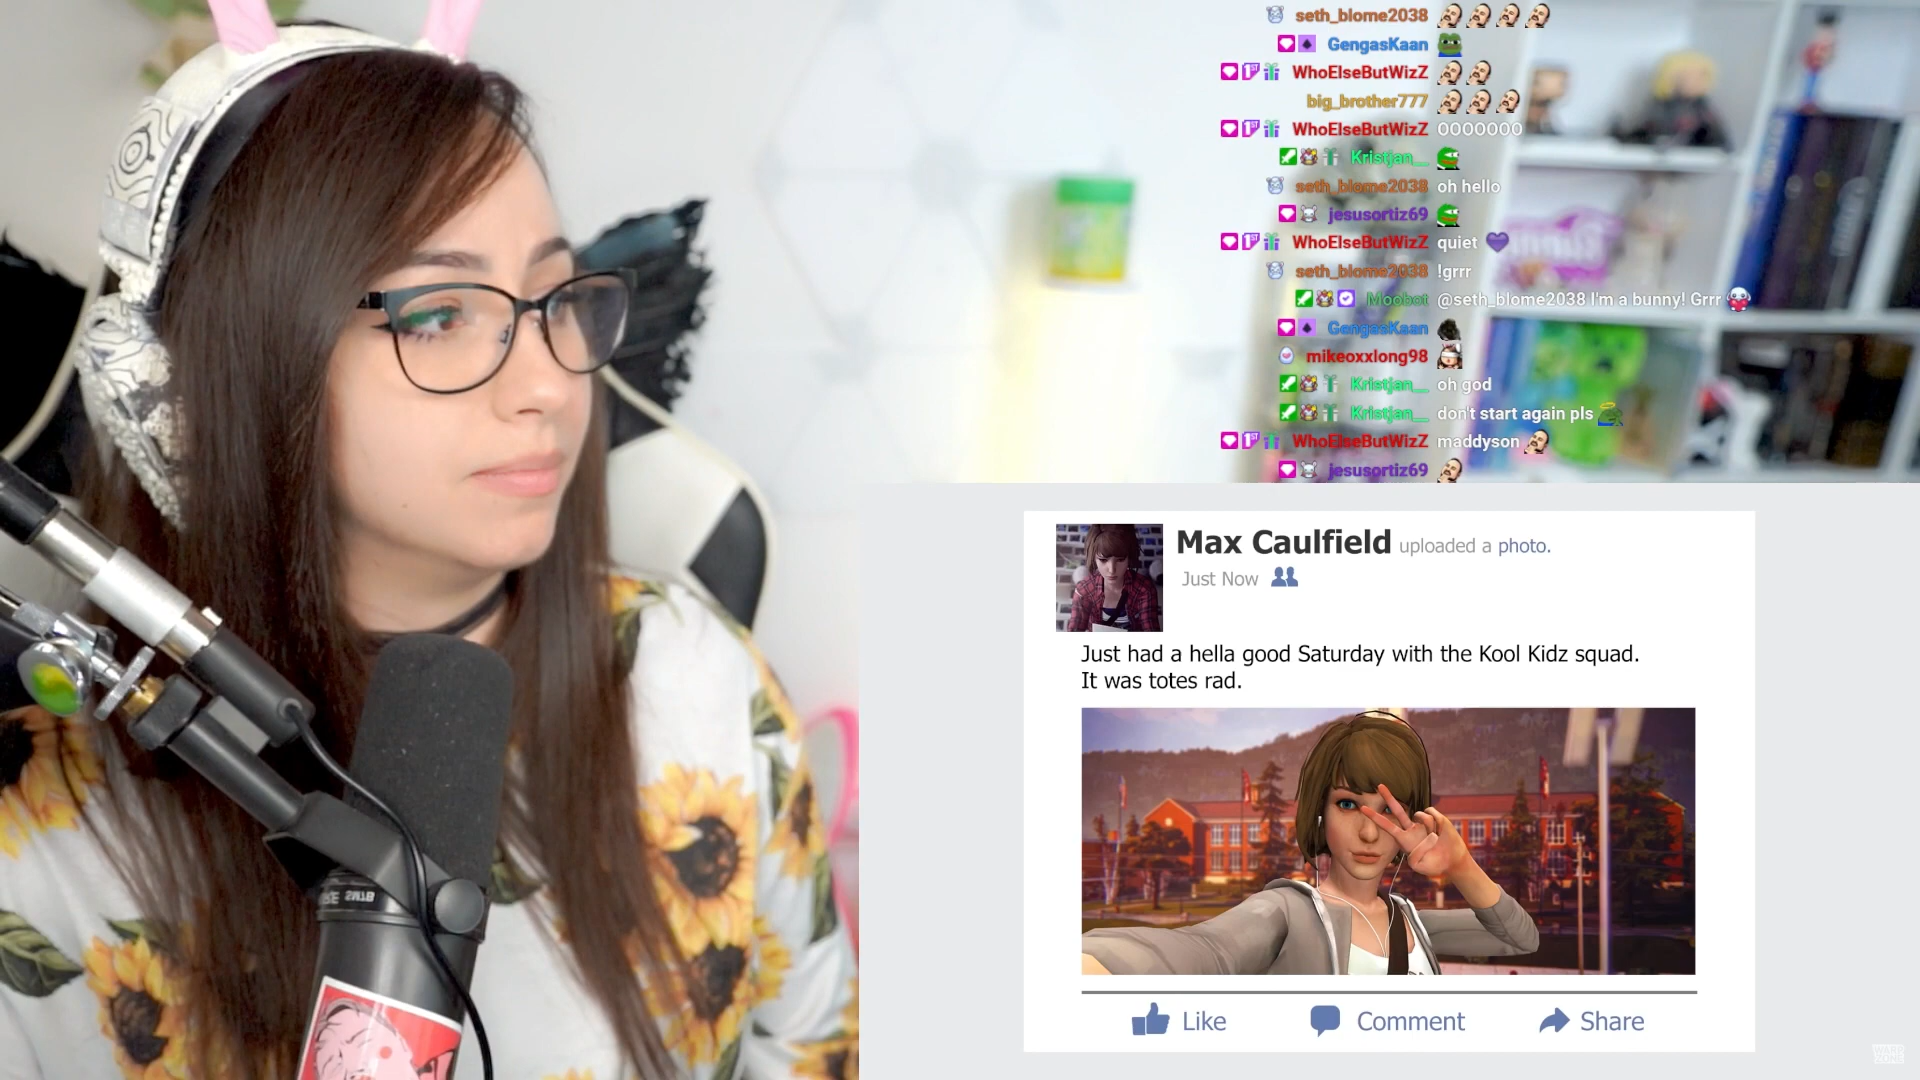 seth_blome2038
GengasKaan
WhoElseButWizZ
big_brother777
WhoElseButWizZ OOOOOOO
Kristjan__
seth_blome2038 oh hello
jesusortiz69
WhoElseButWizZ quiet
seth_blome2038 !grrr
Moobot @seth_blome2038 I'm a bunny! Grrr
GengasKaan
mikeoxxlong98
Kristjan__ oh god
Kristjan__ don't start again pls
WhoElseButWizZ maddyson
jesusortiz69
Max Caulfield uploaded a photo.
Just Now
Just had a hella good Saturday with the Kool Kidz squad.
It was totes rad.
Like Comment Share
SM7B